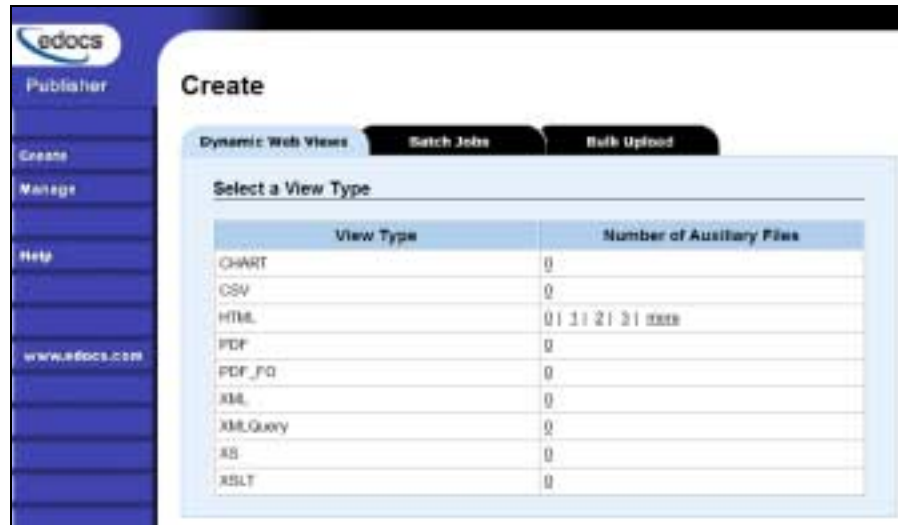 edocs
Publisher
Create
Manage
Help
www.edocs.com
Create
Dynamic Web Views
Batch Jobs
Bulk Upload
Select a View Type
View Type Number of Auxiliary Files
CHART 0
CSV 0
HTML 0 | 1 | 2 | 3 | more
PDF 0
PDF_FO 0
XML 0
XMLQuery 0
XS 0
XSLT 0